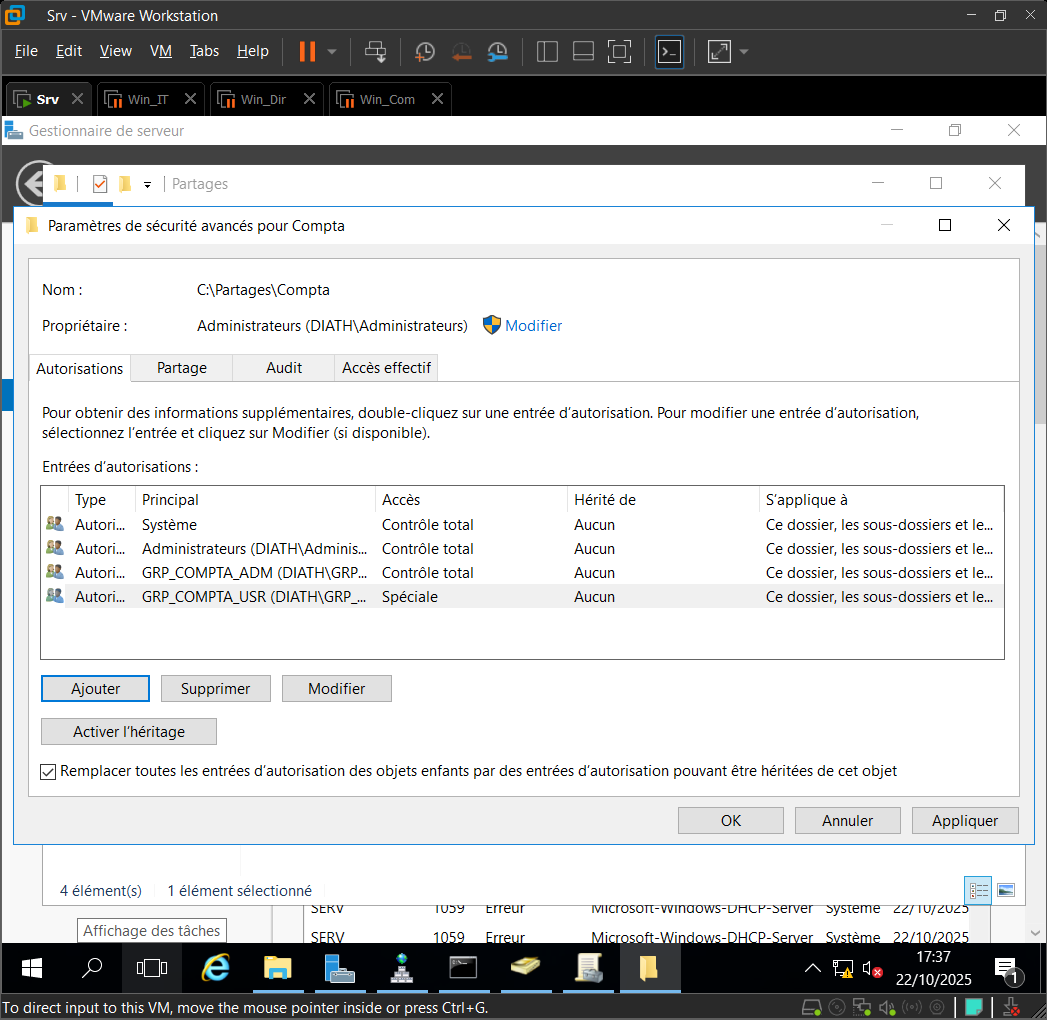 Srv - VMware Workstation
File Edit View VM Tabs Help
Srv Win_IT Win_Dir Win_Com
Gestionnaire de serveur
Partages
Paramètres de sécurité avancés pour Compta
Nom : C:\Partages\Compta
Propriétaire : Administrateurs (DIATH\Administrateurs) Modifier
Autorisations Partage Audit Accès effectif
Pour obtenir des informations supplémentaires, double-cliquez sur une entrée d'autorisation. Pour modifier une entrée d'autorisation,
sélectionnez l'entrée et cliquez sur Modifier (si disponible).
Entrées d'autorisations :
Type Principal Accès Hérité de S'applique à
Autori... Système Contrôle total Aucun Ce dossier, les sous-dossiers et le...
Autori... Administrateurs (DIATH\Adminis... Contrôle total Aucun Ce dossier, les sous-dossiers et le...
Autori... GRP_COMPTA_ADM (DIATH\GRP... Contrôle total Aucun Ce dossier, les sous-dossiers et le...
Autori... GRP_COMPTA_USR (DIATH\GRP_... Spéciale Aucun Ce dossier, les sous-dossiers et le...
Ajouter Supprimer Modifier
Activer l'héritage
Remplacer toutes les entrées d'autorisation des objets enfants par des entrées d'autorisation pouvant être héritées de cet objet
OK Annuler Appliquer
4 élément(s) 1 élément sélectionné
SERV 1059 Erreur Microsoft-Windows-DHCP-Server Système 22/10/2025
Affichage des tâches
SERV 1059 Erreur Microsoft-Windows-DHCP-Server Système 22/10/2025
17:37
22/10/2025
1
To direct input to this VM, move the mouse pointer inside or press Ctrl+G.